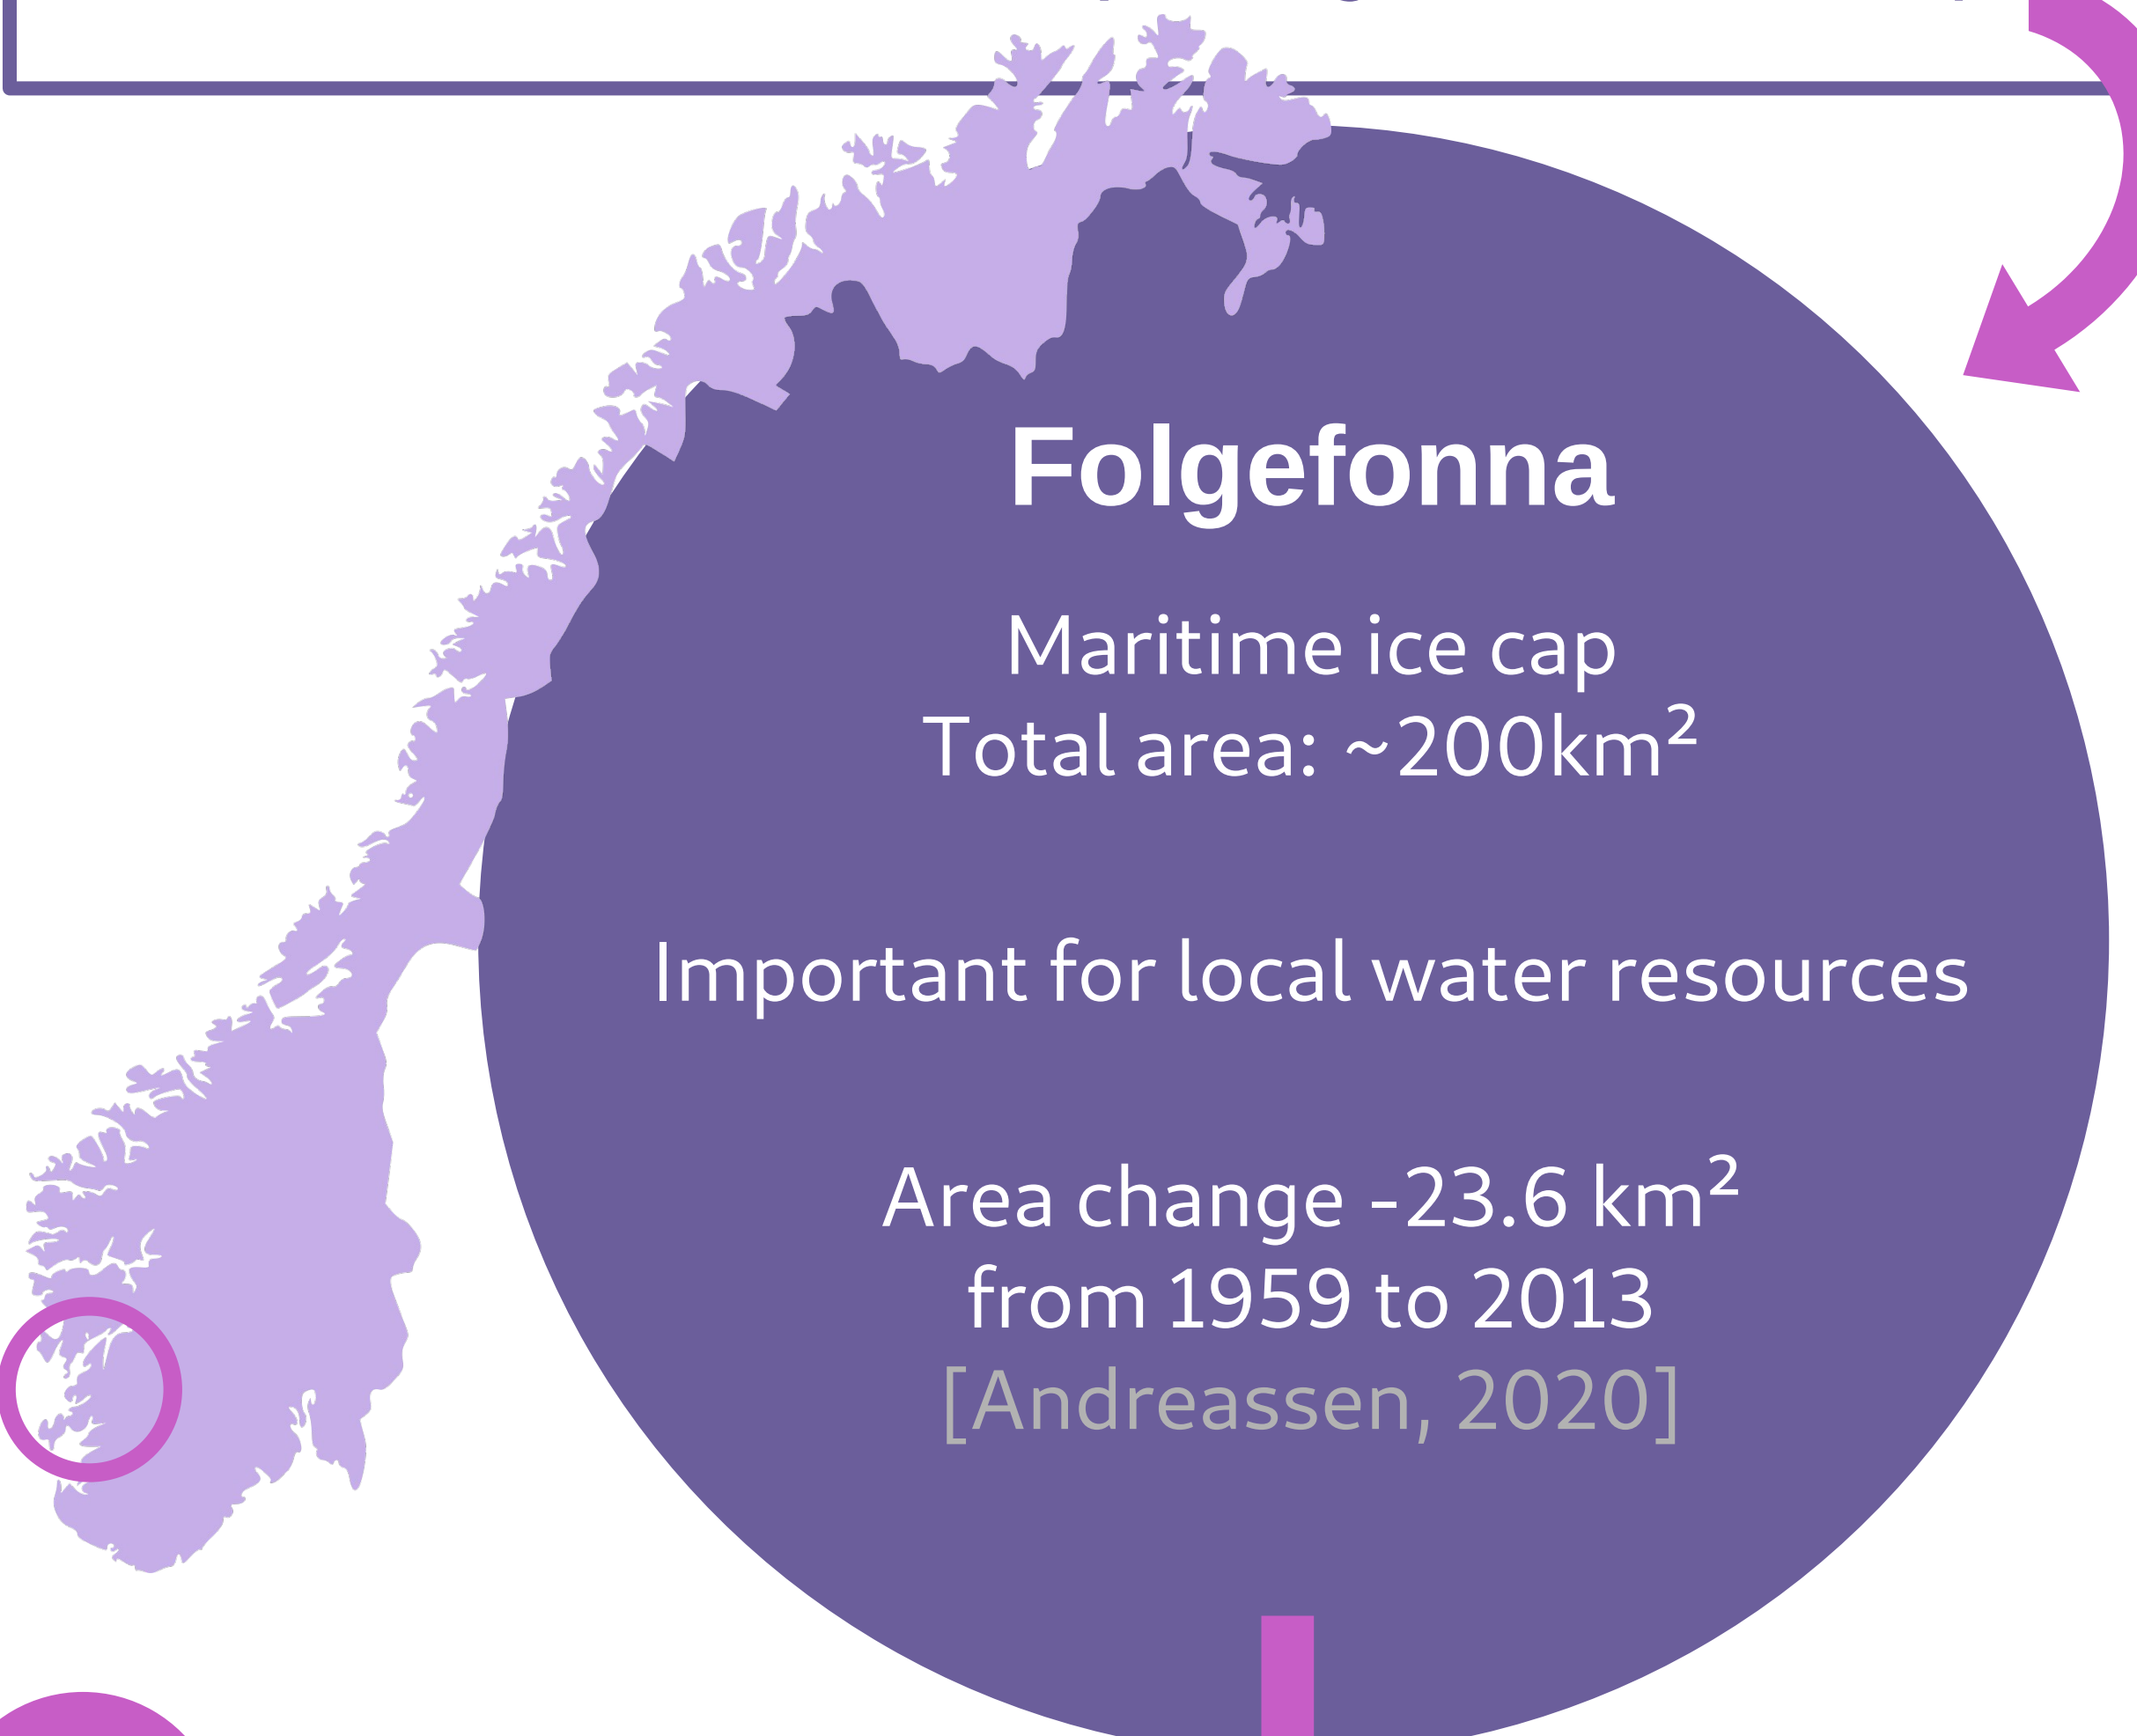 Folgefonna
Maritime ice cap
Total area: ~200km²
Important for local water resources
Area change -23.6 km²
from 1959 to 2013
[Andreassen, 2020]